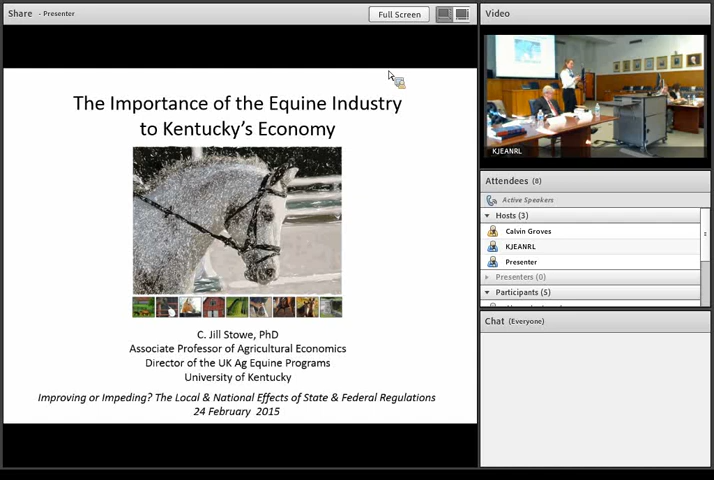 Share - Presenter
Full Screen
The Importance of the Equine Industry
to Kentucky's Economy
C. Jill Stowe, PhD
Associate Professor of Agricultural Economics
Director of the UK Ag Equine Programs
University of Kentucky
Improving or Impeding? The Local & National Effects of State & Federal Regulations
24 February 2015
Video
KJEANRL
Attendees (8)
Active Speakers
Hosts (3)
Calvin Groves
KJEANRL
Presenter
Presenters (0)
Participants (5)
Chat (Everyone)